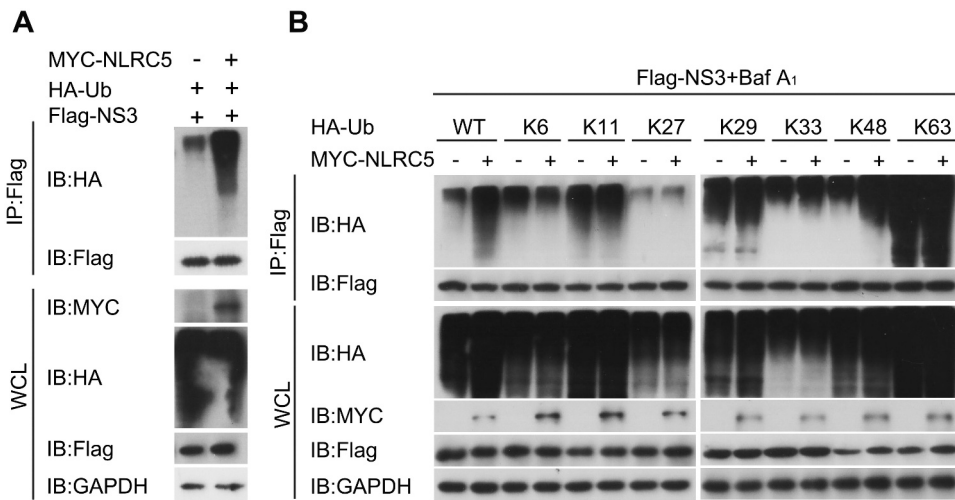 A
MYC-NLRC5 - +
HA-Ub + +
Flag-NS3 + +
IP:Flag
IB:HA
IB:Flag
WCL
IB:MYC
IB:HA
IB:Flag
IB:GAPDH
B
Flag-NS3+Baf A₁
HA-Ub WT K6 K11 K27 K29 K33 K48 K63
MYC-NLRC5 - + - + - + - + - + - + - + - +
IP:Flag
IB:HA
IB:Flag
WCL
IB:HA
IB:MYC
IB:Flag
IB:GAPDH